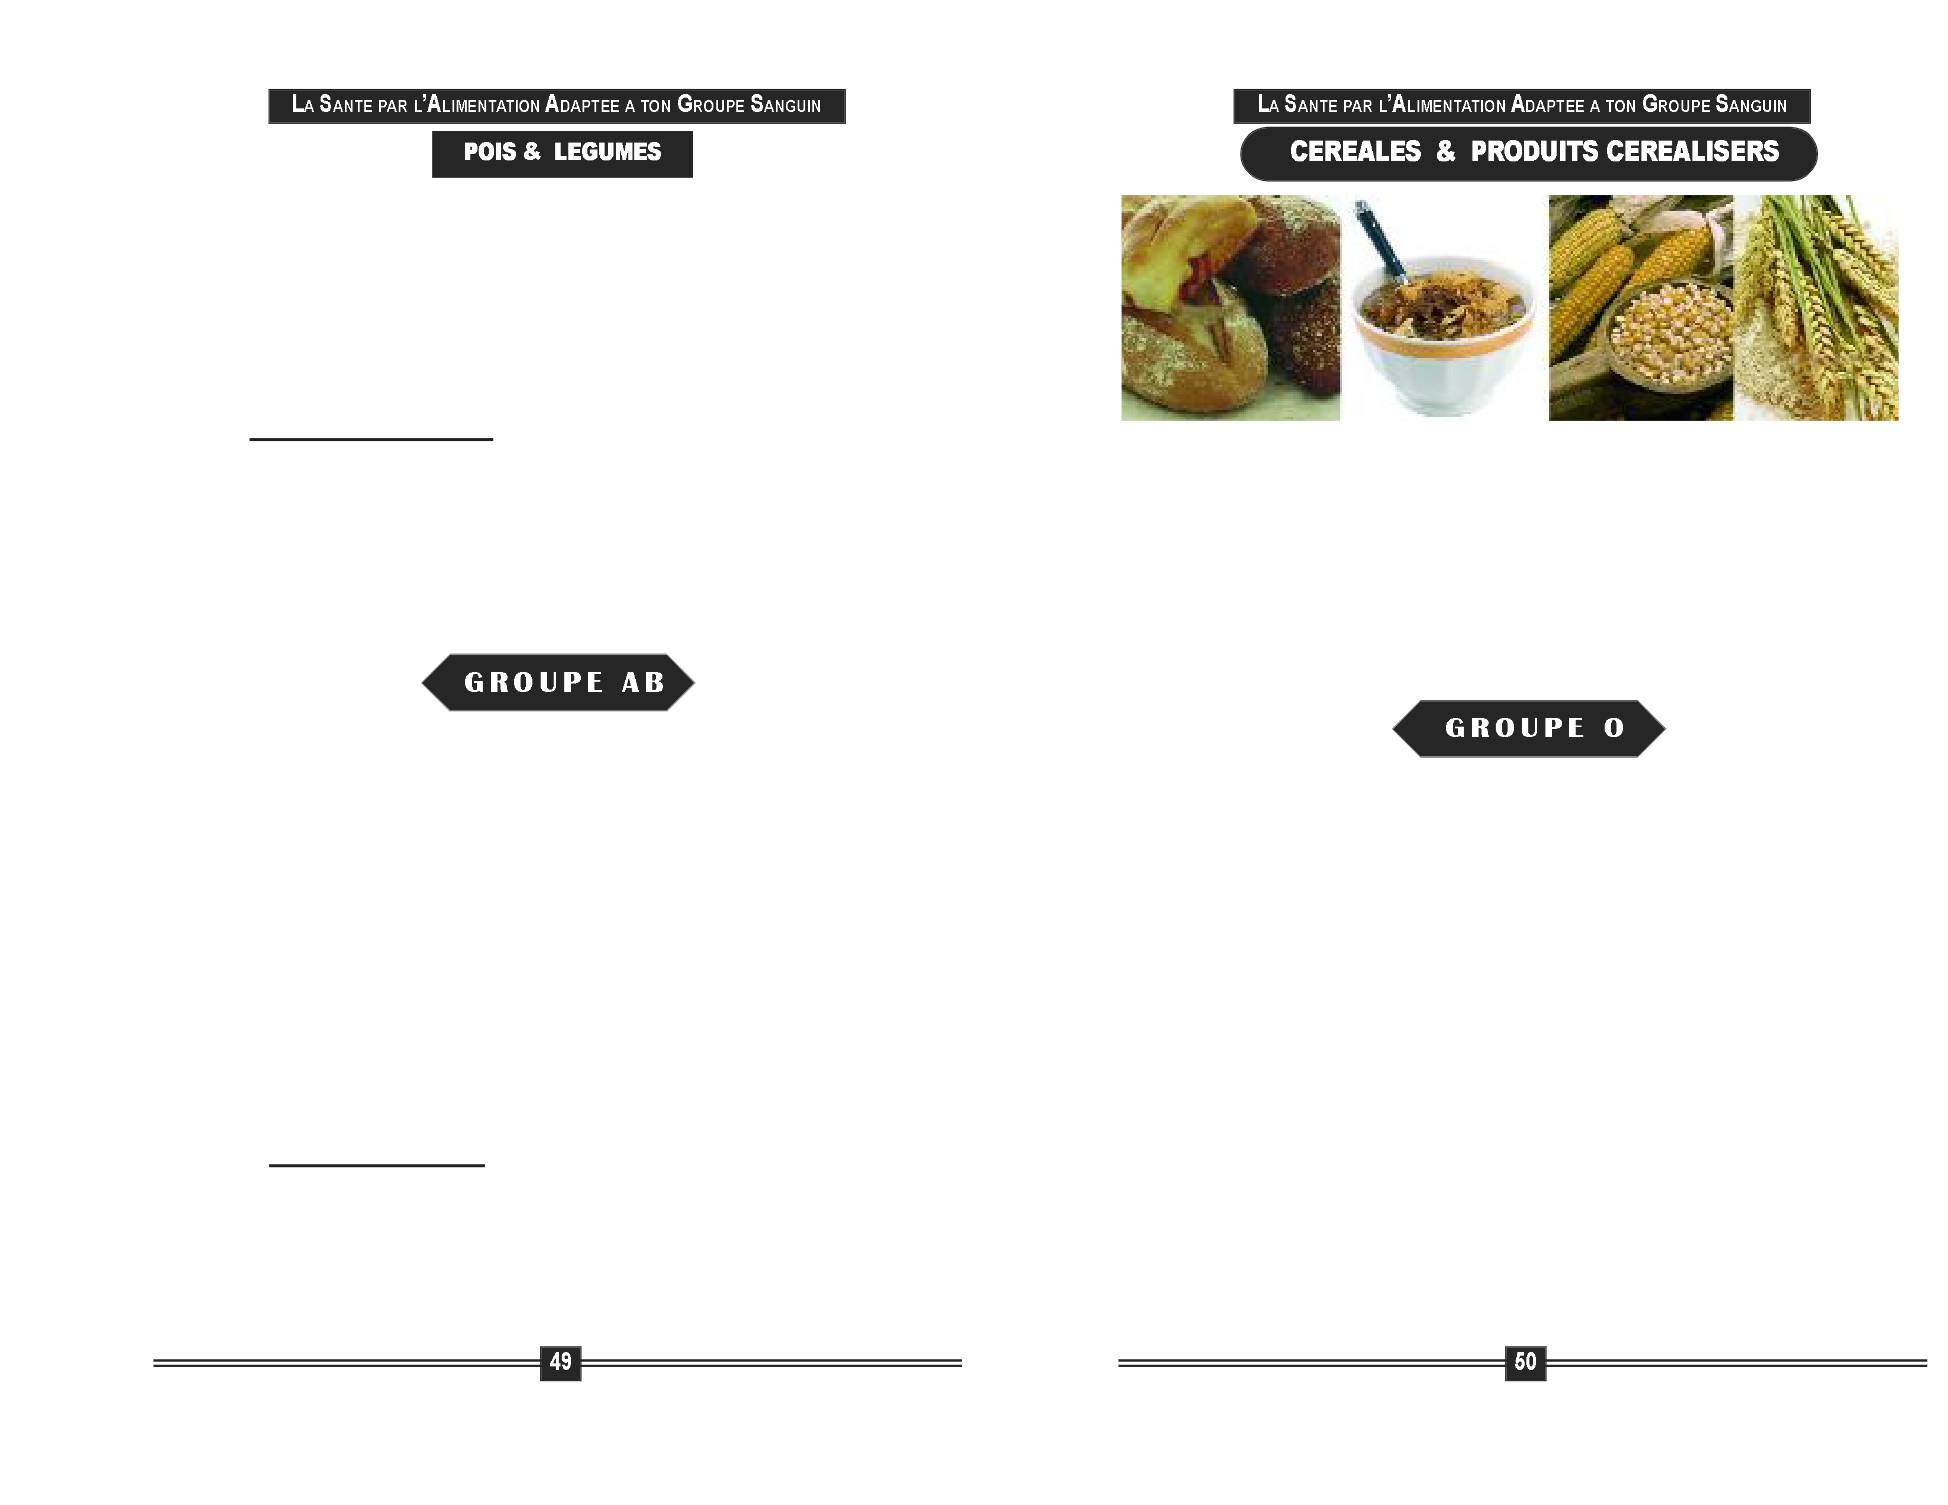 LA SANTE PAR L'ALIMENTATION ADAPTEE A TON GROUPE SANGUIN
POIS & LEGUMES
GROUPE AB
49
LA SANTE PAR L'ALIMENTATION ADAPTEE A TON GROUPE SANGUIN
CEREALES & PRODUITS CEREALISERS
GROUPE O
50